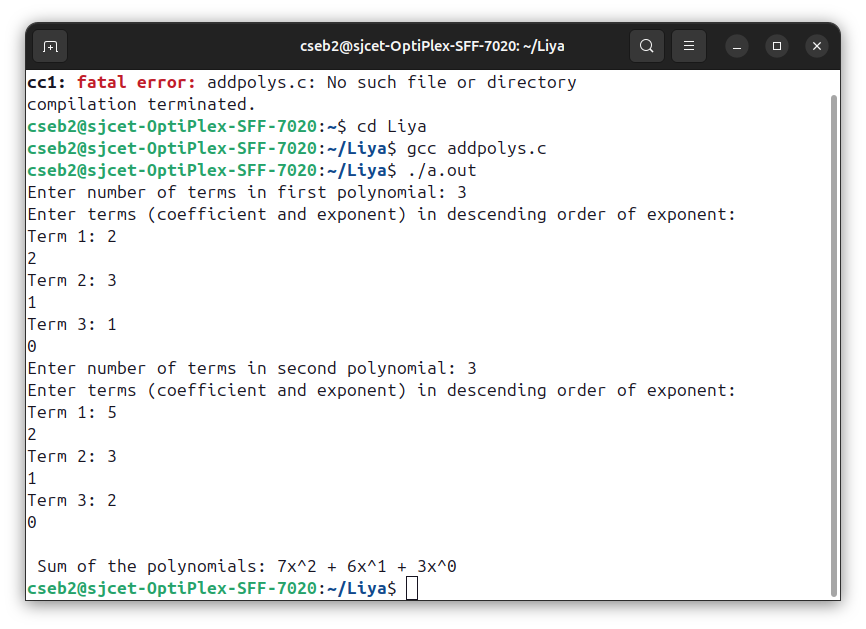 cseb2@sjcet-OptiPlex-SFF-7020: ~/Liya
cc1: fatal error: addpolys.c: No such file or directory
compilation terminated.
cseb2@sjcet-OptiPlex-SFF-7020:~$ cd Liya
cseb2@sjcet-OptiPlex-SFF-7020:~/Liya$ gcc addpolys.c
cseb2@sjcet-OptiPlex-SFF-7020:~/Liya$ ./a.out
Enter number of terms in first polynomial: 3
Enter terms (coefficient and exponent) in descending order of exponent:
Term 1: 2
2
Term 2: 3
1
Term 3: 1
0
Enter number of terms in second polynomial: 3
Enter terms (coefficient and exponent) in descending order of exponent:
Term 1: 5
2
Term 2: 3
1
Term 3: 2
0

 Sum of the polynomials: 7x^2 + 6x^1 + 3x^0
cseb2@sjcet-OptiPlex-SFF-7020:~/Liya$